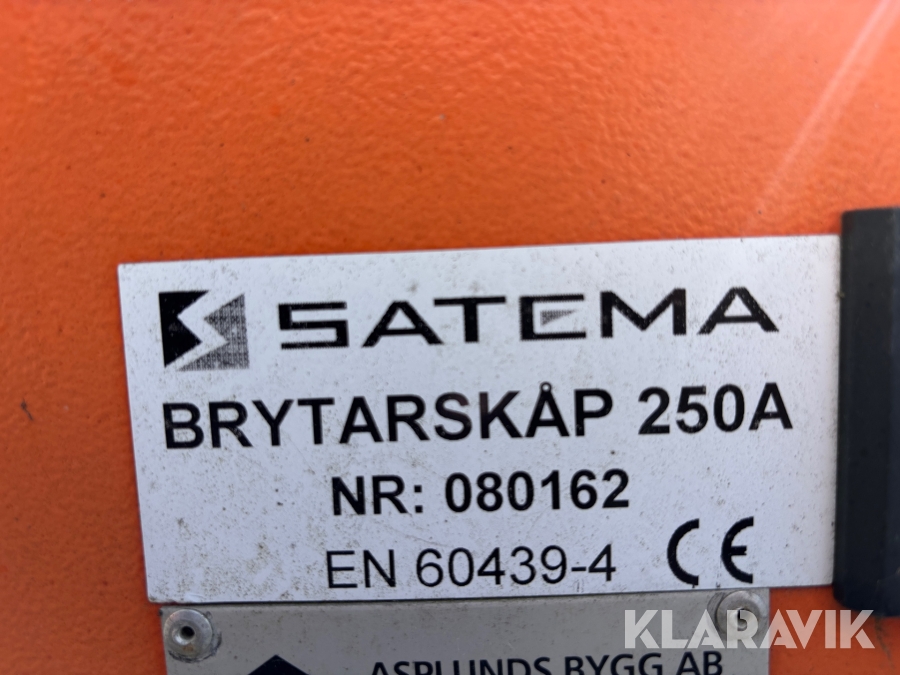 SATEMA
BRYTARSKÅP 250A
NR: 080162
EN 60439-4 CE
ASPLUNDS BYGG AB
KLARAVIK